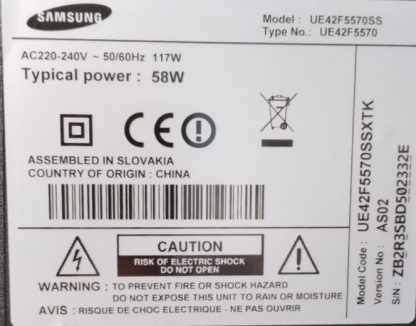 SAMSUNG
Model : UE42F5570SS
Type No.: UE42F5570
AC220-240V ~ 50/60Hz 117W
Typical power : 58W
CE
ASSEMBLED IN SLOVAKIA
COUNTRY OF ORIGIN : CHINA
CAUTION
RISK OF ELECTRIC SHOCK
DO NOT OPEN
WARNING : TO PREVENT FIRE OR SHOCK HAZARD
DO NOT EXPOSE THIS UNIT TO RAIN OR MOISTURE
AVIS : RISQUE DE CHOC ELECTRIQUE - NE PAS OUVRIR
Model Code : UE42F5570SSXTK
Version No : AS02
S/N : ZB2R3SBD502332E